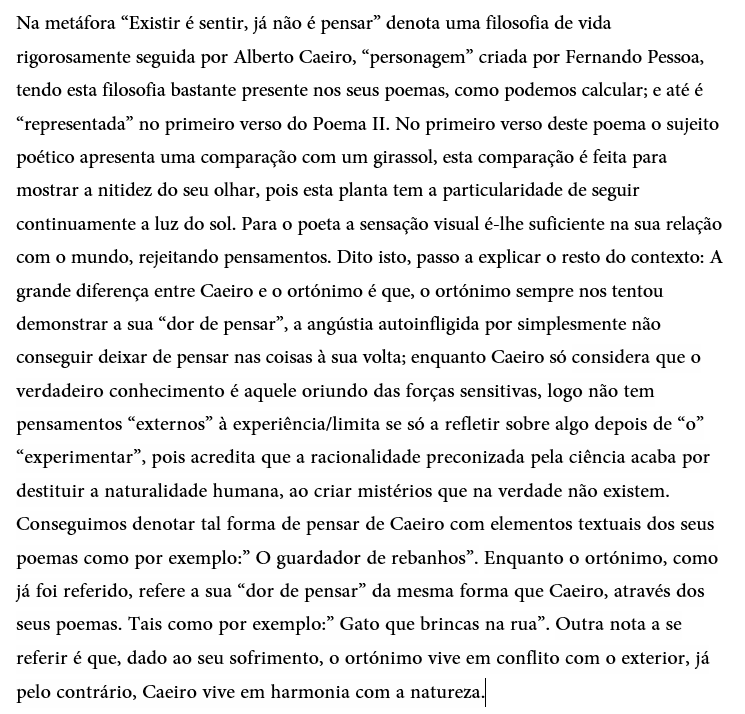 Na metáfora “Existir é sentir, já não é pensar” denota uma filosofia de vida
rigorosamente seguida por Alberto Caeiro, “personagem” criada por Fernando Pessoa,
tendo esta filosofia bastante presente nos seus poemas, como podemos calcular; e até é
“representada” no primeiro verso do Poema II. No primeiro verso deste poema o sujeito
poético apresenta uma comparação com um girassol, esta comparação é feita para
mostrar a nitidez do seu olhar, pois esta planta tem a particularidade de seguir
continuamente a luz do sol. Para o poeta a sensação visual é-lhe suficiente na sua relação
com o mundo, rejeitando pensamentos. Dito isto, passo a explicar o resto do contexto: A
grande diferença entre Caeiro e o ortónimo é que, o ortónimo sempre nos tentou
demonstrar a sua “dor de pensar”, a angústia autoinfligida por simplesmente não
conseguir deixar de pensar nas coisas à sua volta; enquanto Caeiro só considera que o
verdadeiro conhecimento é aquele oriundo das forças sensitivas, logo não tem
pensamentos “externos” à experiência/limita se só a refletir sobre algo depois de “o”
“experimentar”, pois acredita que a racionalidade preconizada pela ciência acaba por
destituir a naturalidade humana, ao criar mistérios que na verdade não existem.
Conseguimos denotar tal forma de pensar de Caeiro com elementos textuais dos seus
poemas como por exemplo:” O guardador de rebanhos”. Enquanto o ortónimo, como
já foi referido, refere a sua “dor de pensar” da mesma forma que Caeiro, através dos
seus poemas. Tais como por exemplo:” Gato que brincas na rua”. Outra nota a se
referir é que, dado ao seu sofrimento, o ortónimo vive em conflito com o exterior, já
pelo contrário, Caeiro vive em harmonia com a natureza.